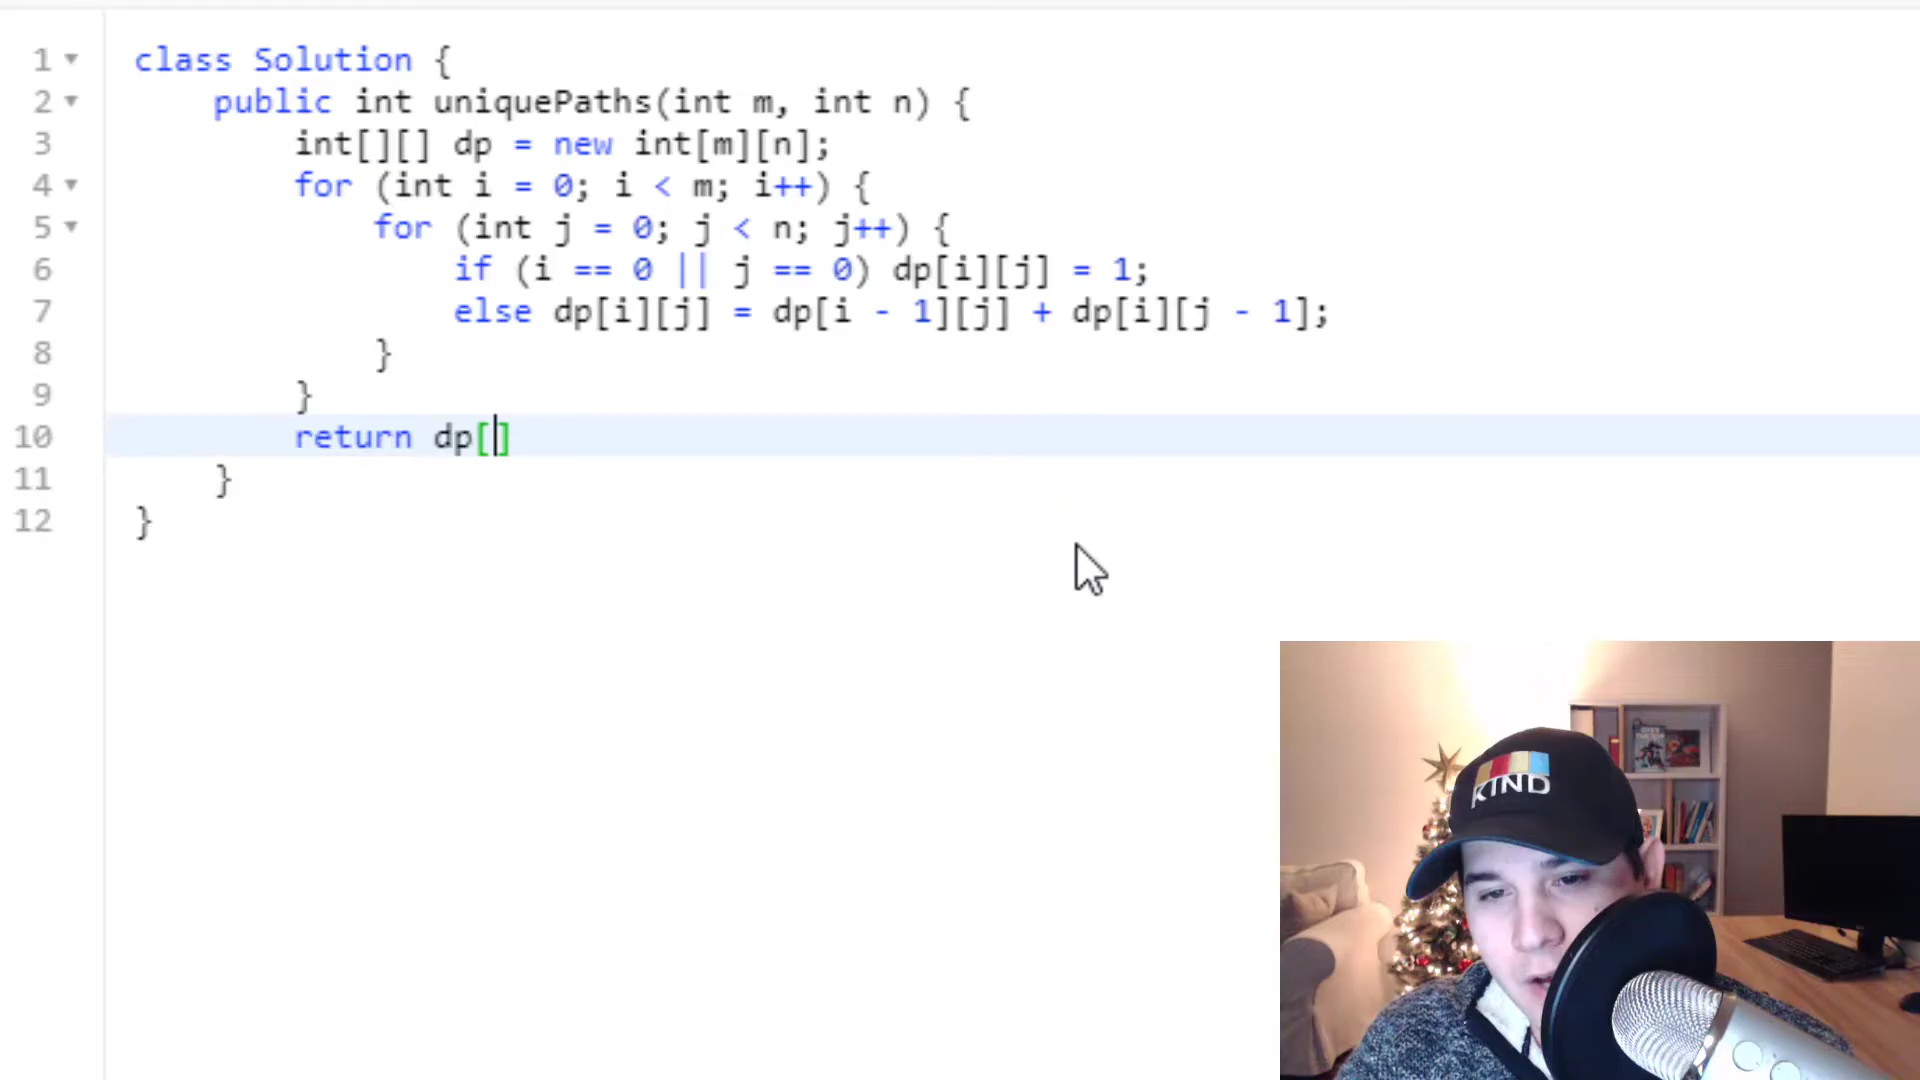 1 class Solution {
2 public int uniquePaths(int m, int n) {
3 int[][] dp = new int[m][n];
4 for (int i = 0; i < m; i++) {
5 for (int j = 0; j < n; j++) {
6 if (i == 0 || j == 0) dp[i][j] = 1;
7 else dp[i][j] = dp[i - 1][j] + dp[i][j - 1];
8 }
9 }
10 return dp[]
11 }
12 }
KIND